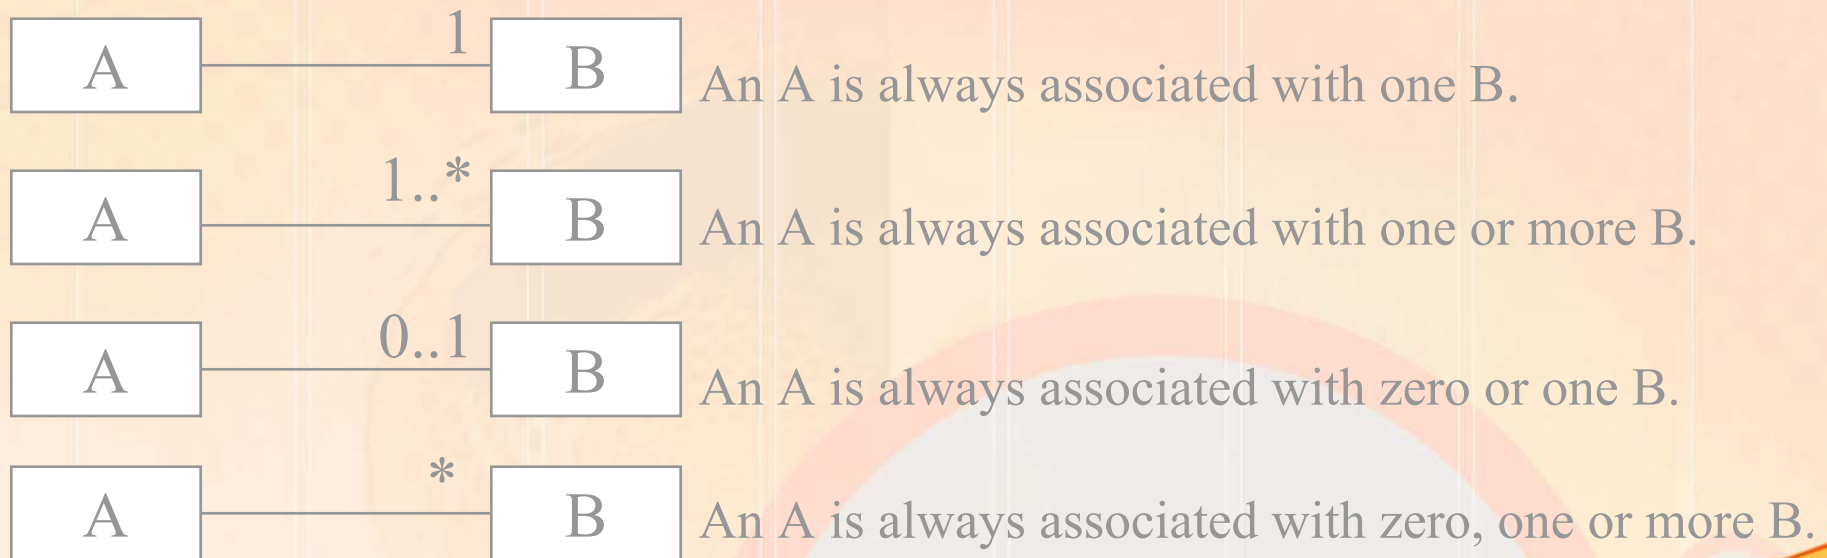 A 1 B An A is always associated with one B.
A 1..* B An A is always associated with one or more B.
A 0..1 B An A is always associated with zero or one B.
A * B An A is always associated with zero, one or more B.